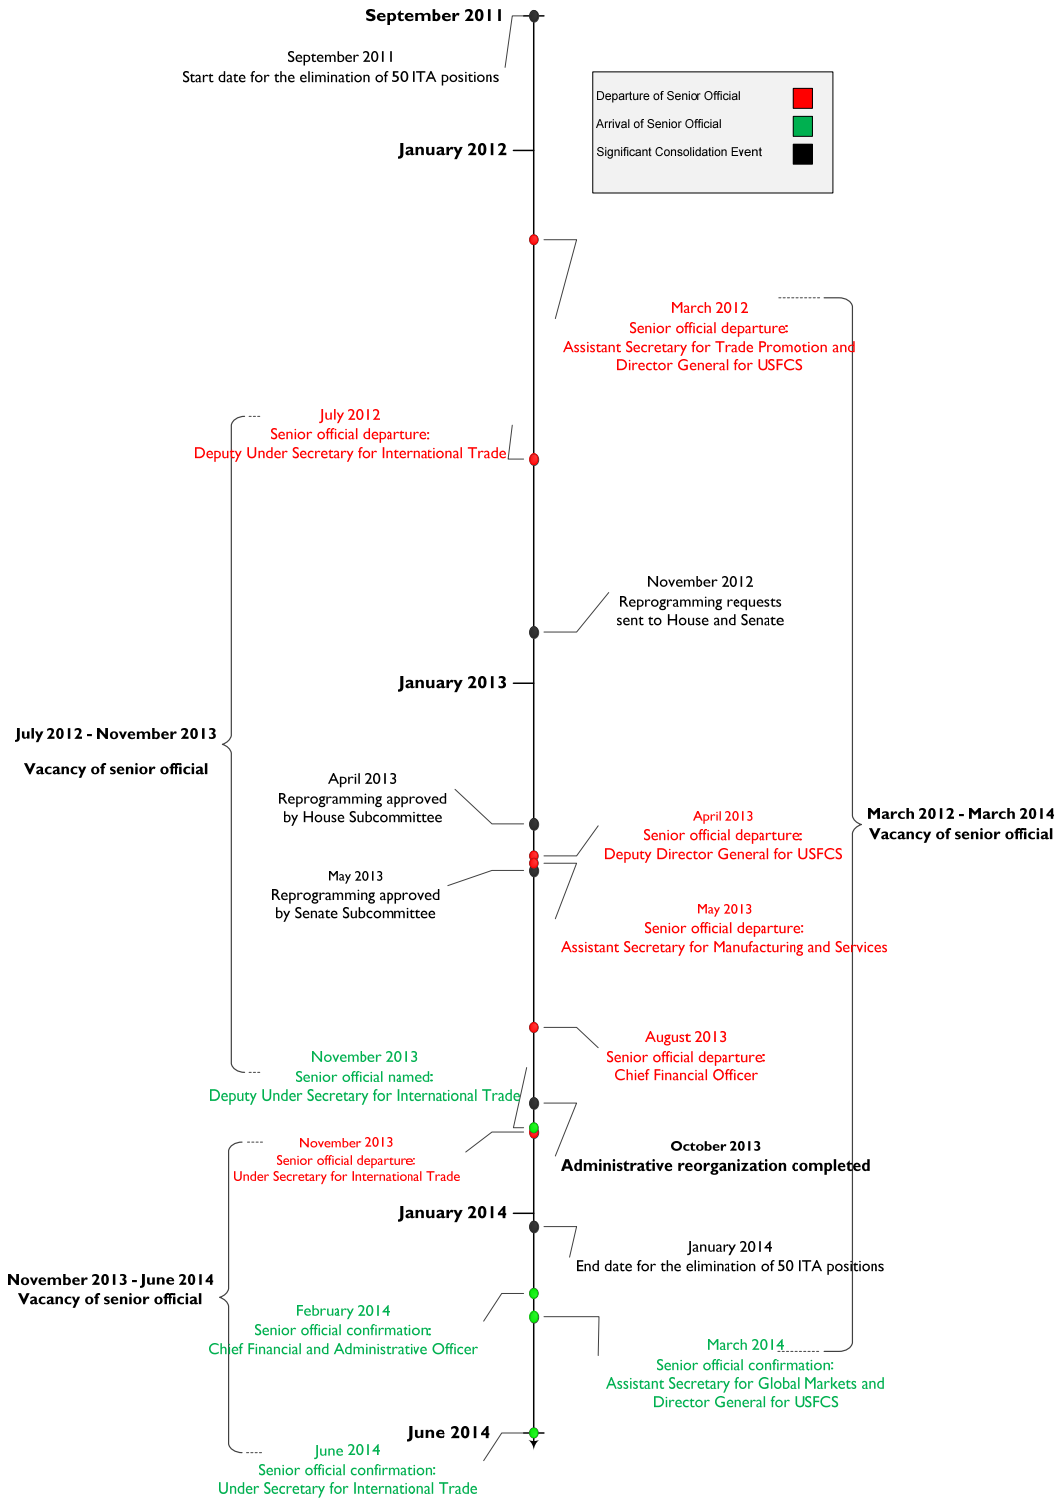 September 2011
September 2011
Start date for the elimination of 50 ITA positions
Departure of Senior Official
Arrival of Senior Official
Significant Consolidation Event
January 2012
March 2012
Senior official departure:
Assistant Secretary for Trade Promotion and
Director General for USFCS
July 2012
Senior official departure:
Deputy Under Secretary for International Trade
November 2012
Reprogramming requests
sent to House and Senate
January 2013
July 2012 - November 2013
Vacancy of senior official
April 2013
Reprogramming approved
by House Subcommittee
March 2012 - March 2014
Vacancy of senior official
April 2013
Senior official departure:
Deputy Director General for USFCS
May 2013
Reprogramming approved
by Senate Subcommittee
May 2013
Senior official departure:
Assistant Secretary for Manufacturing and Services
August 2013
Senior official departure:
Chief Financial Officer
November 2013
Senior official named:
Deputy Under Secretary for International Trade
November 2013
Senior official departure:
Under Secretary for International Trade
October 2013
Administrative reorganization completed
January 2014
January 2014
End date for the elimination of 50 ITA positions
November 2013 - June 2014
Vacancy of senior official
February 2014
Senior official confirmation:
Chief Financial and Administrative Officer
March 2014
Senior official confirmation:
Assistant Secretary for Global Markets and
Director General for USFCS
June 2014
June 2014
Senior official confirmation:
Under Secretary for International Trade